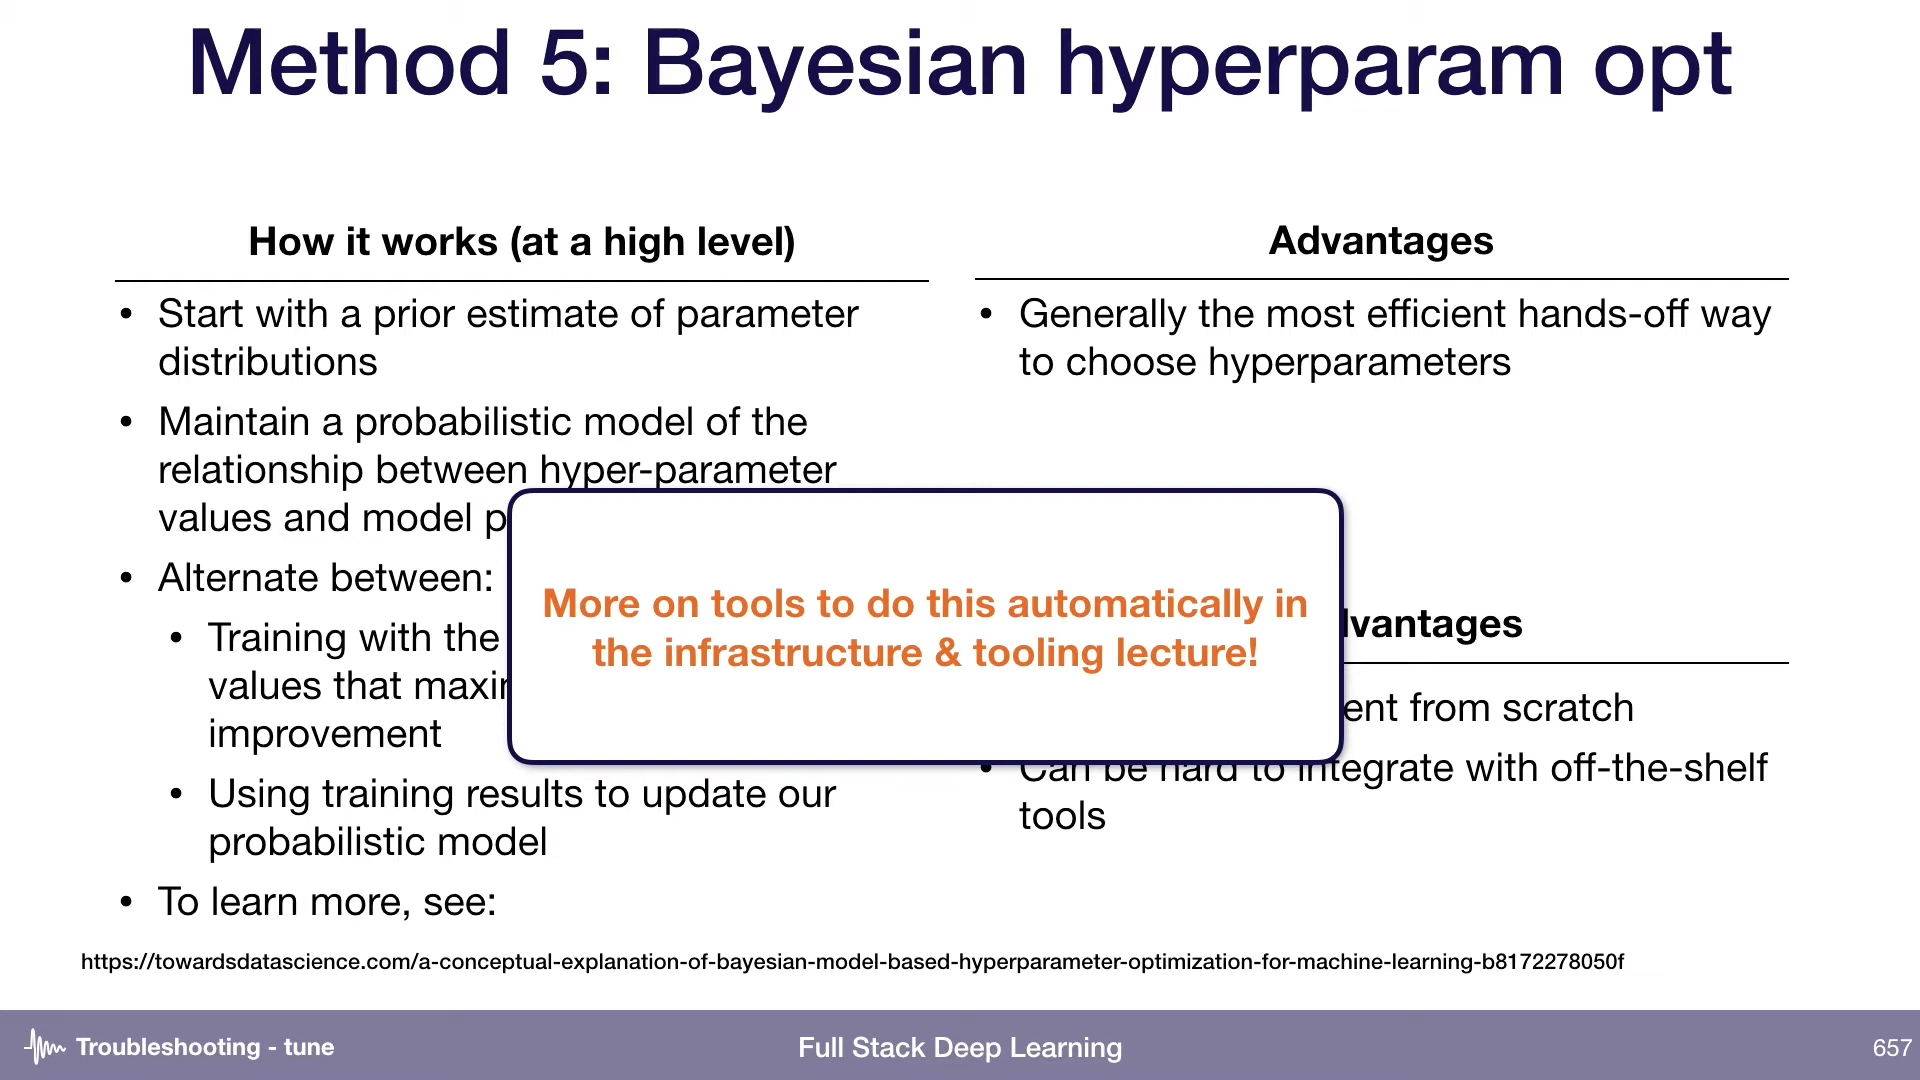 Method 5: Bayesian hyperparam opt
How it works (at a high level)
• Start with a prior estimate of parameter
distributions
• Maintain a probabilistic model of the
relationship between hyper-parameter
values and model
• Alternate between:
• Training with the
values that
improvement
• Using training results to update our
probabilistic model
• To learn more, see:
Advantages
• Generally the most efficient hands-off way
to choose hyperparameters
More on tools to do this automatically in
the infrastructure & tooling lecture!
from scratch
• Can be hard to integrate with off-the-shelf
tools
https://towardsdatascience.com/a-conceptual-explanation-of-bayesian-model-based-hyperparameter-optimization-for-machine-learning-b8172278050f
Troubleshooting - tune
Full Stack Deep Learning
657